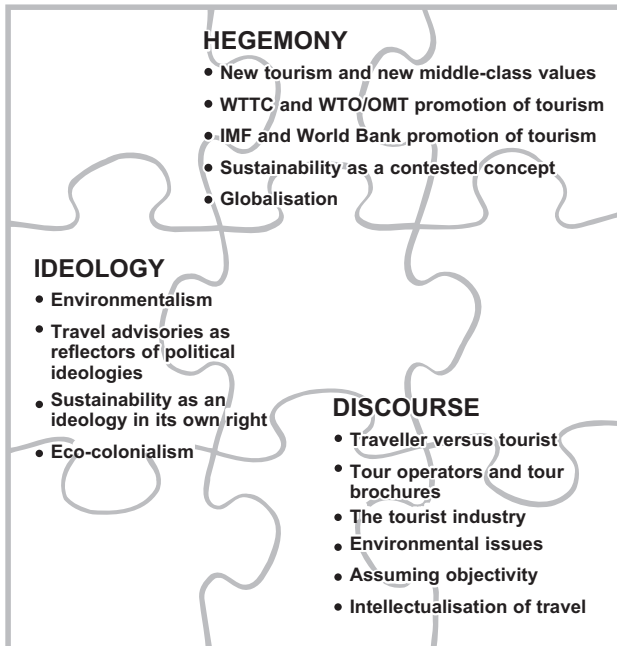 HEGEMONY
• New tourism and new middle-class values
• WTTC and WTO/OMT promotion of tourism
• IMF and World Bank promotion of tourism
• Sustainability as a contested concept
• Globalisation
IDEOLOGY
• Environmentalism
• Travel advisories as
reflectors of political
ideologies
• Sustainability as an
ideology in its own right
• Eco-colonialism
DISCOURSE
• Traveller versus tourist
• Tour operators and tour
brochures
• The tourist industry
• Environmental issues
• Assuming objectivity
• Intellectualisation of travel